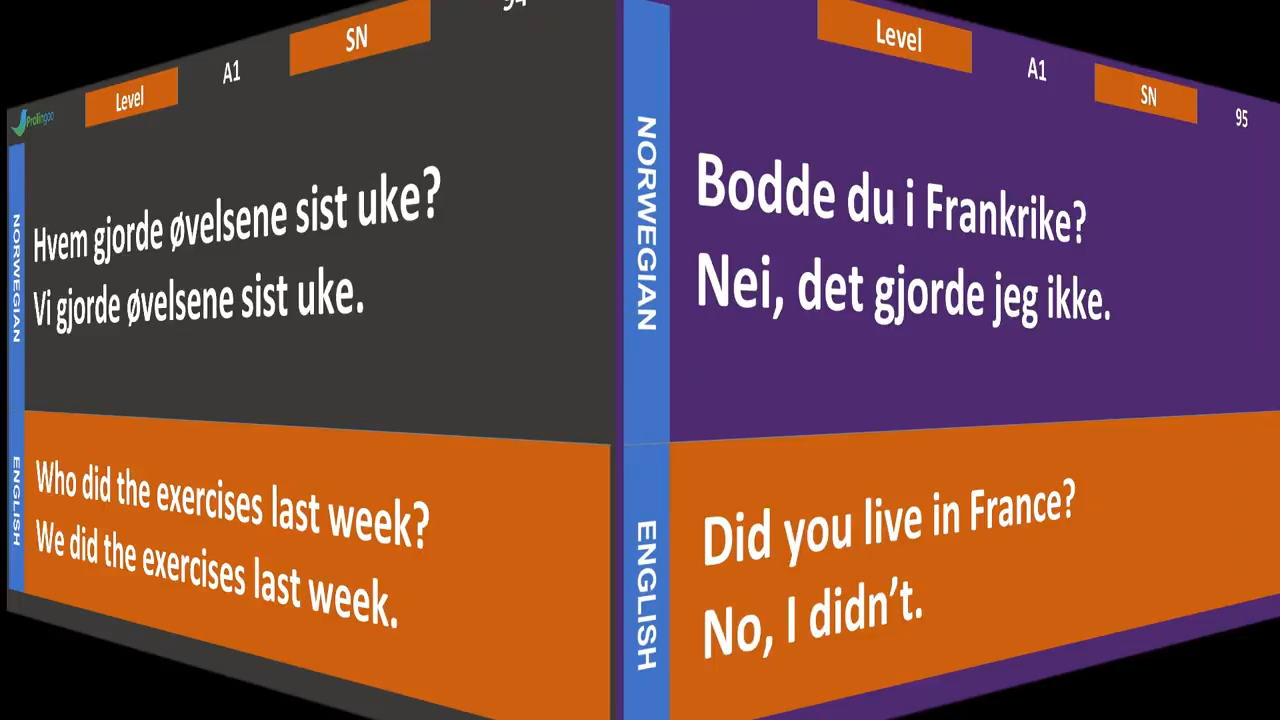 Level
A1
SN
94
Prolingoo
NORWEGIAN
Hvem gjorde øvelsene sist uke?
Vi gjorde øvelsene sist uke.
ENGLISH
Who did the exercises last week?
We did the exercises last week.
Level
A1
SN
95
NORWEGIAN
Bodde du i Frankrike?
Nei, det gjorde jeg ikke.
ENGLISH
Did you live in France?
No, I didn’t.